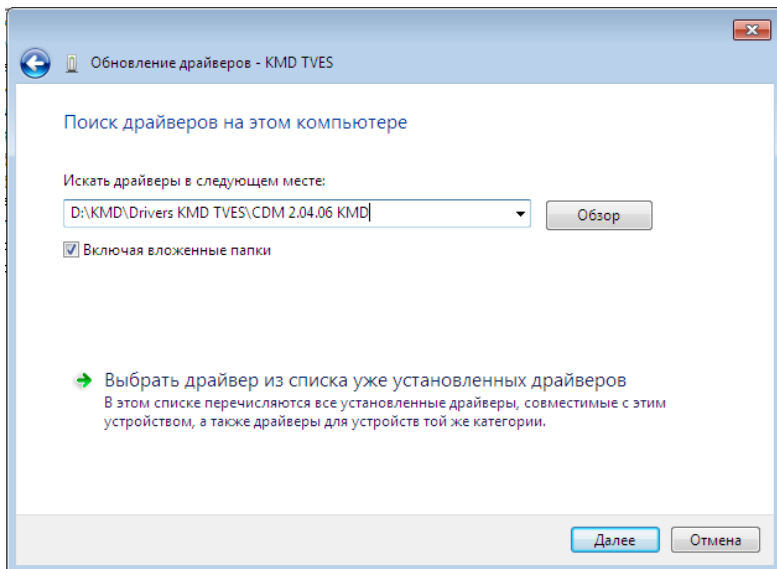 Обновление драйверов - KMD TVES
Поиск драйверов на этом компьютере
Искать драйверы в следующем месте:
D:\KMD\Drivers KMD TVES\CDM 2.04.06 KMD
Обзор
Включая вложенные папки
Выбрать драйвер из списка уже установленных драйверов
В этом списке перечисляются все установленные драйверы, совместимые с этим
устройством, а также драйверы для устройств той же категории.
Далее
Отмена